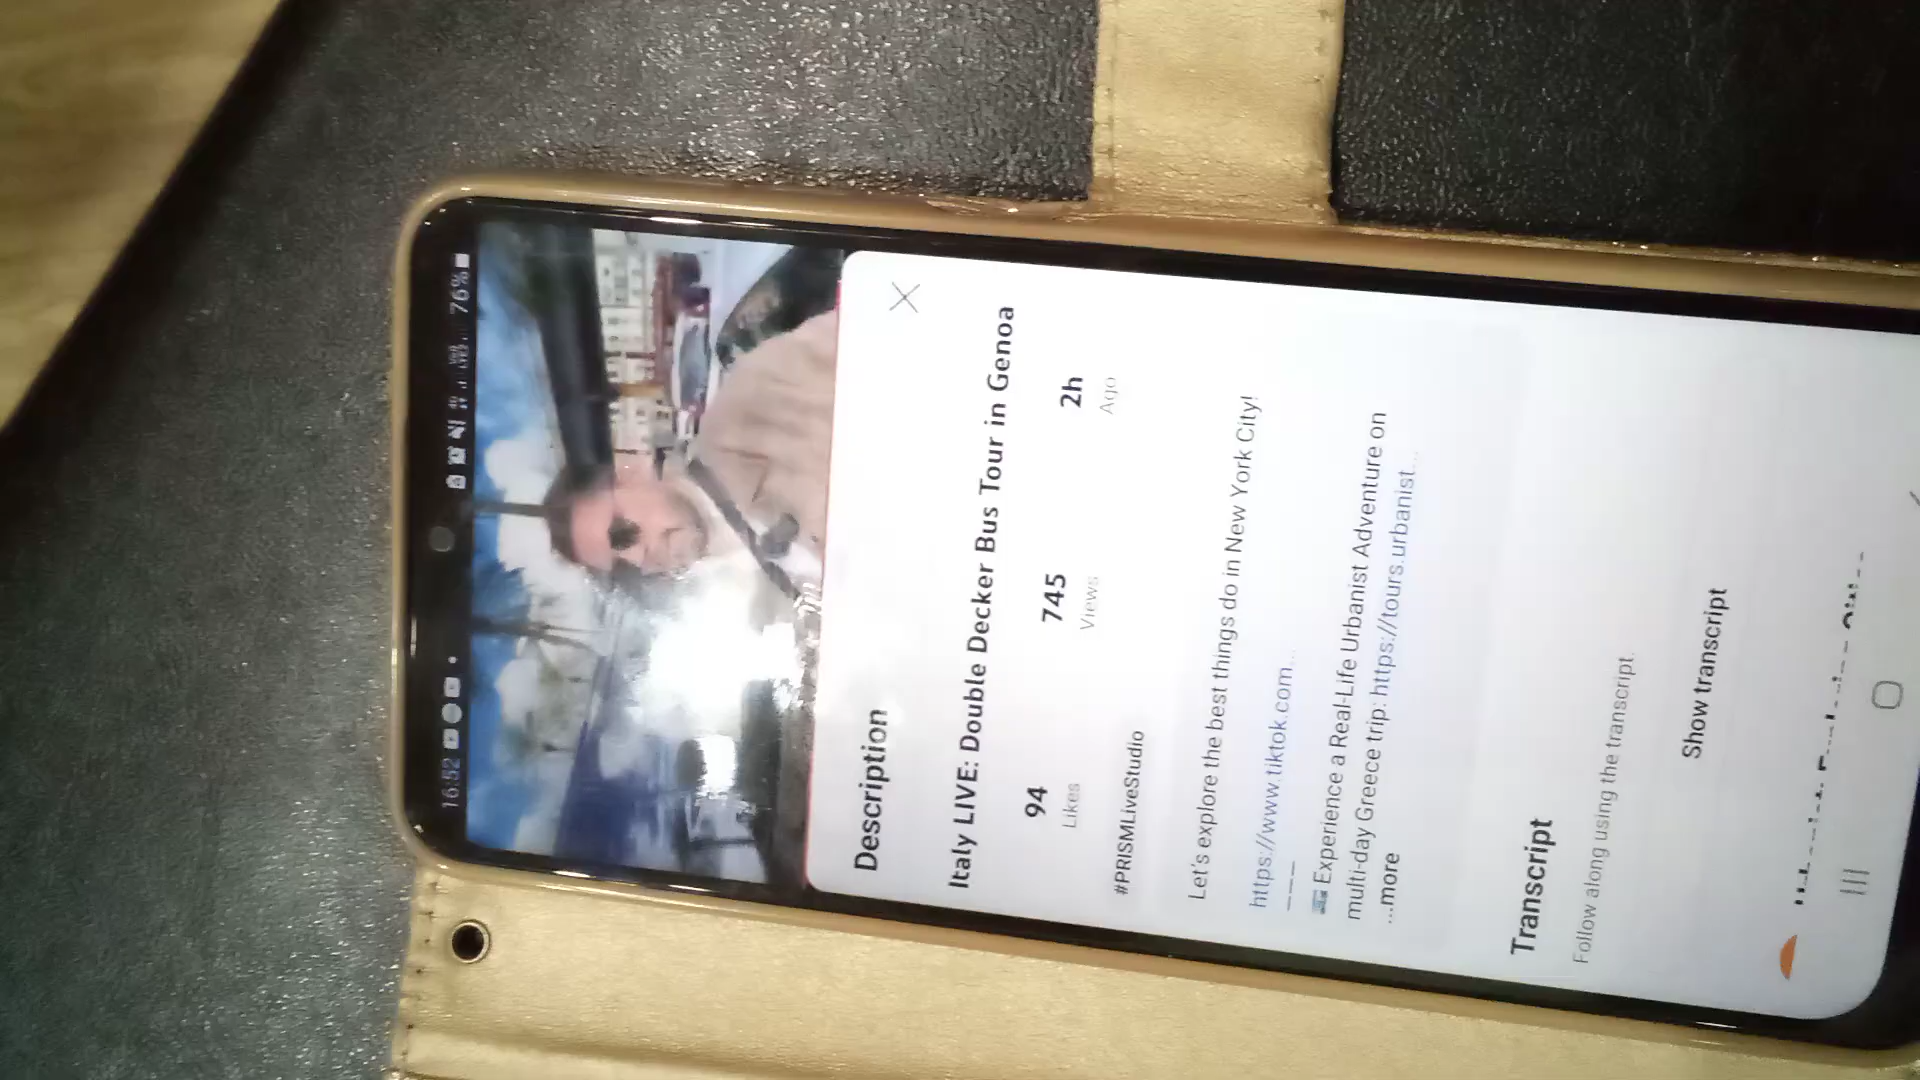 16:52
76%
Description
Italy LIVE: Double Decker Bus Tour in Genoa
94 745 2h
Likes Views Ago
#PRISMLiveStudio
Let's explore the best things do in New York City!
https://www.tiktok.com...
---
Experience a Real-Life Urbanist Adventure on
multi-day Greece trip: https://tours.urbanist...
...more
Transcript
Follow along using the transcript.
Show transcript